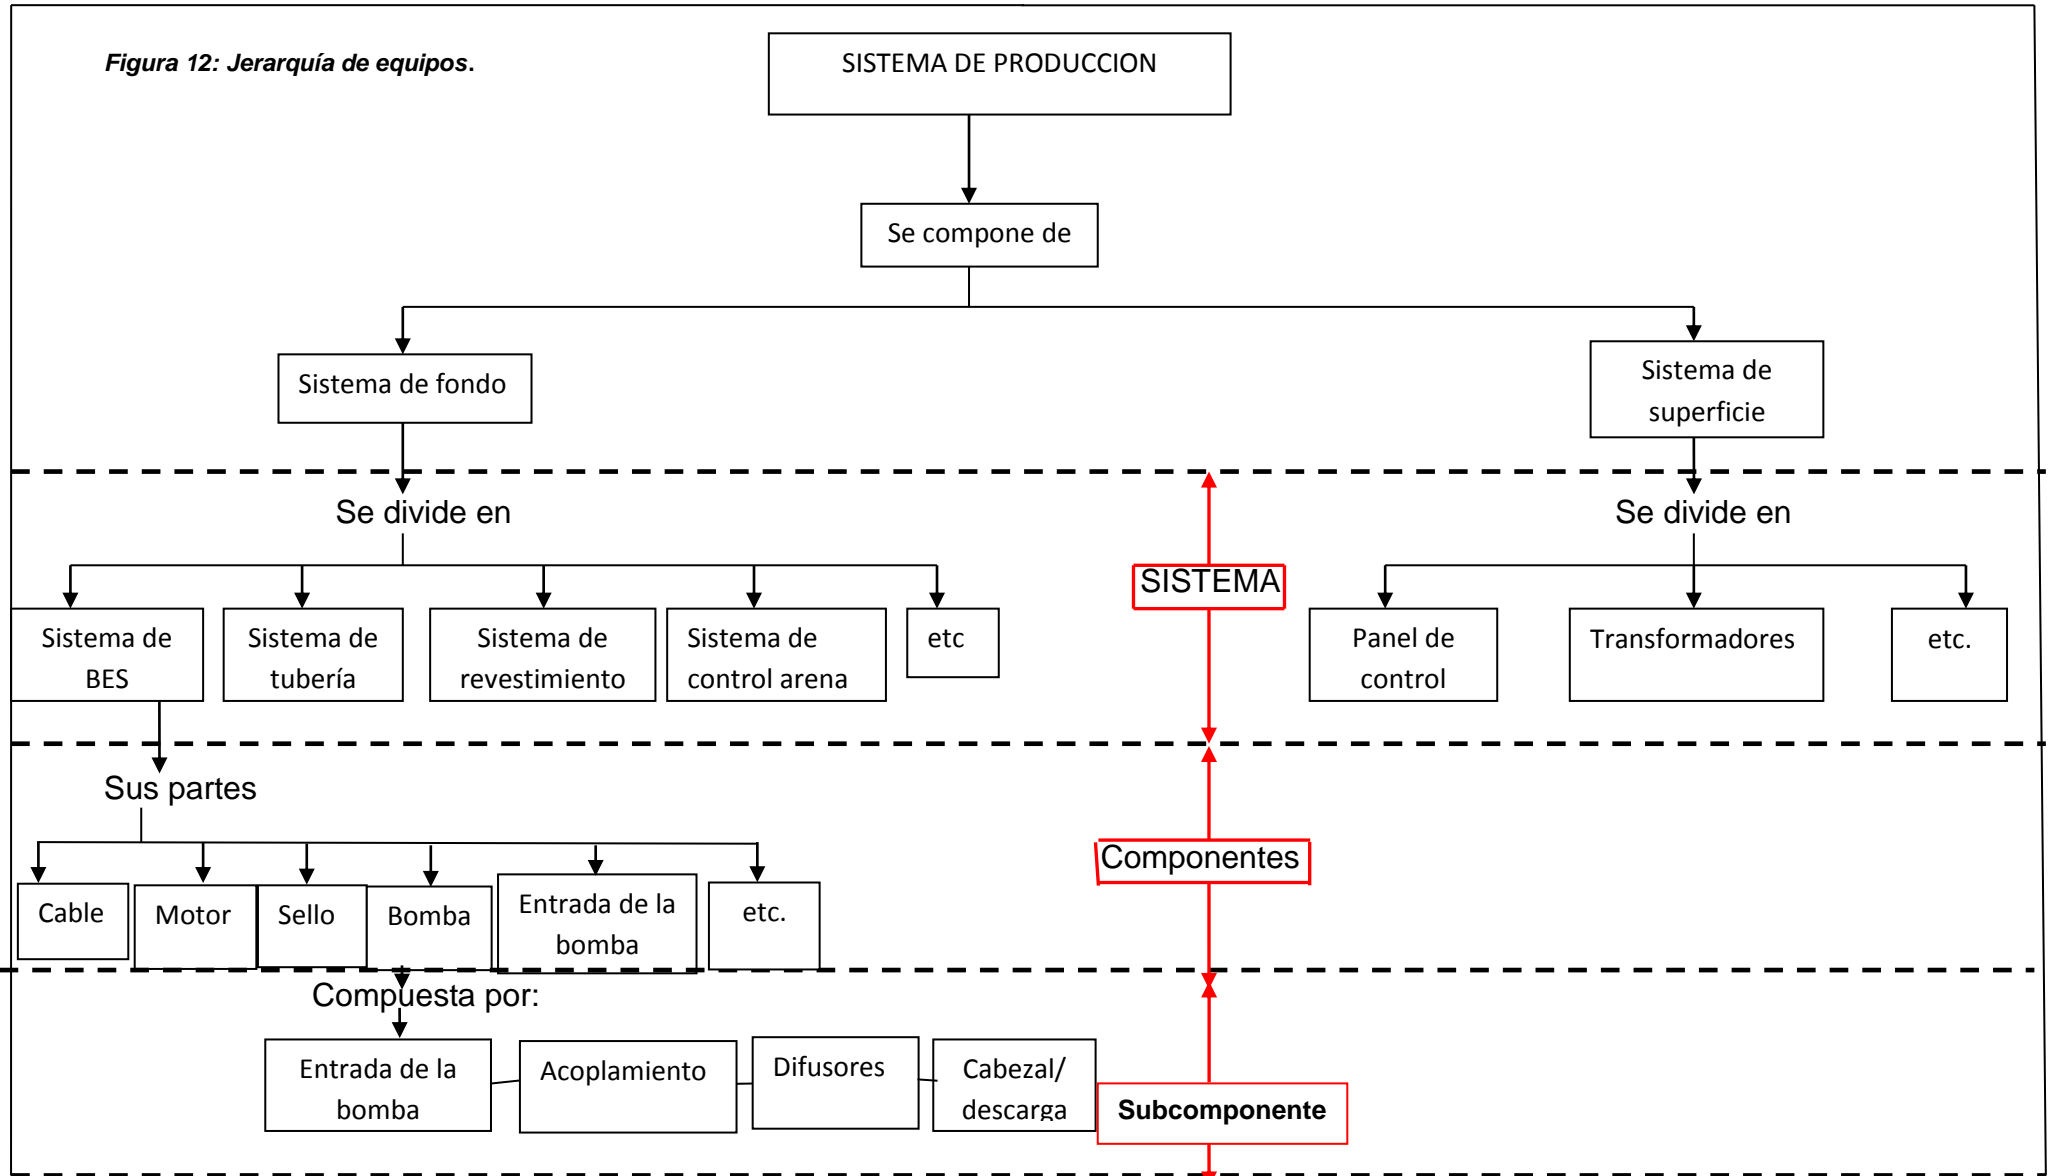 Figura 12: Jerarquía de equipos.
SISTEMA DE PRODUCCION
Se compone de
Sistema de fondo
Sistema de
superficie
Se divide en
Se divide en
SISTEMA
Sistema de
BES
Sistema de
tubería
Sistema de
revestimiento
Sistema de
control arena
etc
Panel de
control
Transformadores
etc.
Sus partes
Componentes
Cable
Motor
Sello
Bomba
Entrada de la
bomba
etc.
Compuesta por:
Entrada de la
bomba
Acoplamiento
Difusores
Cabezal/
descarga
Subcomponente